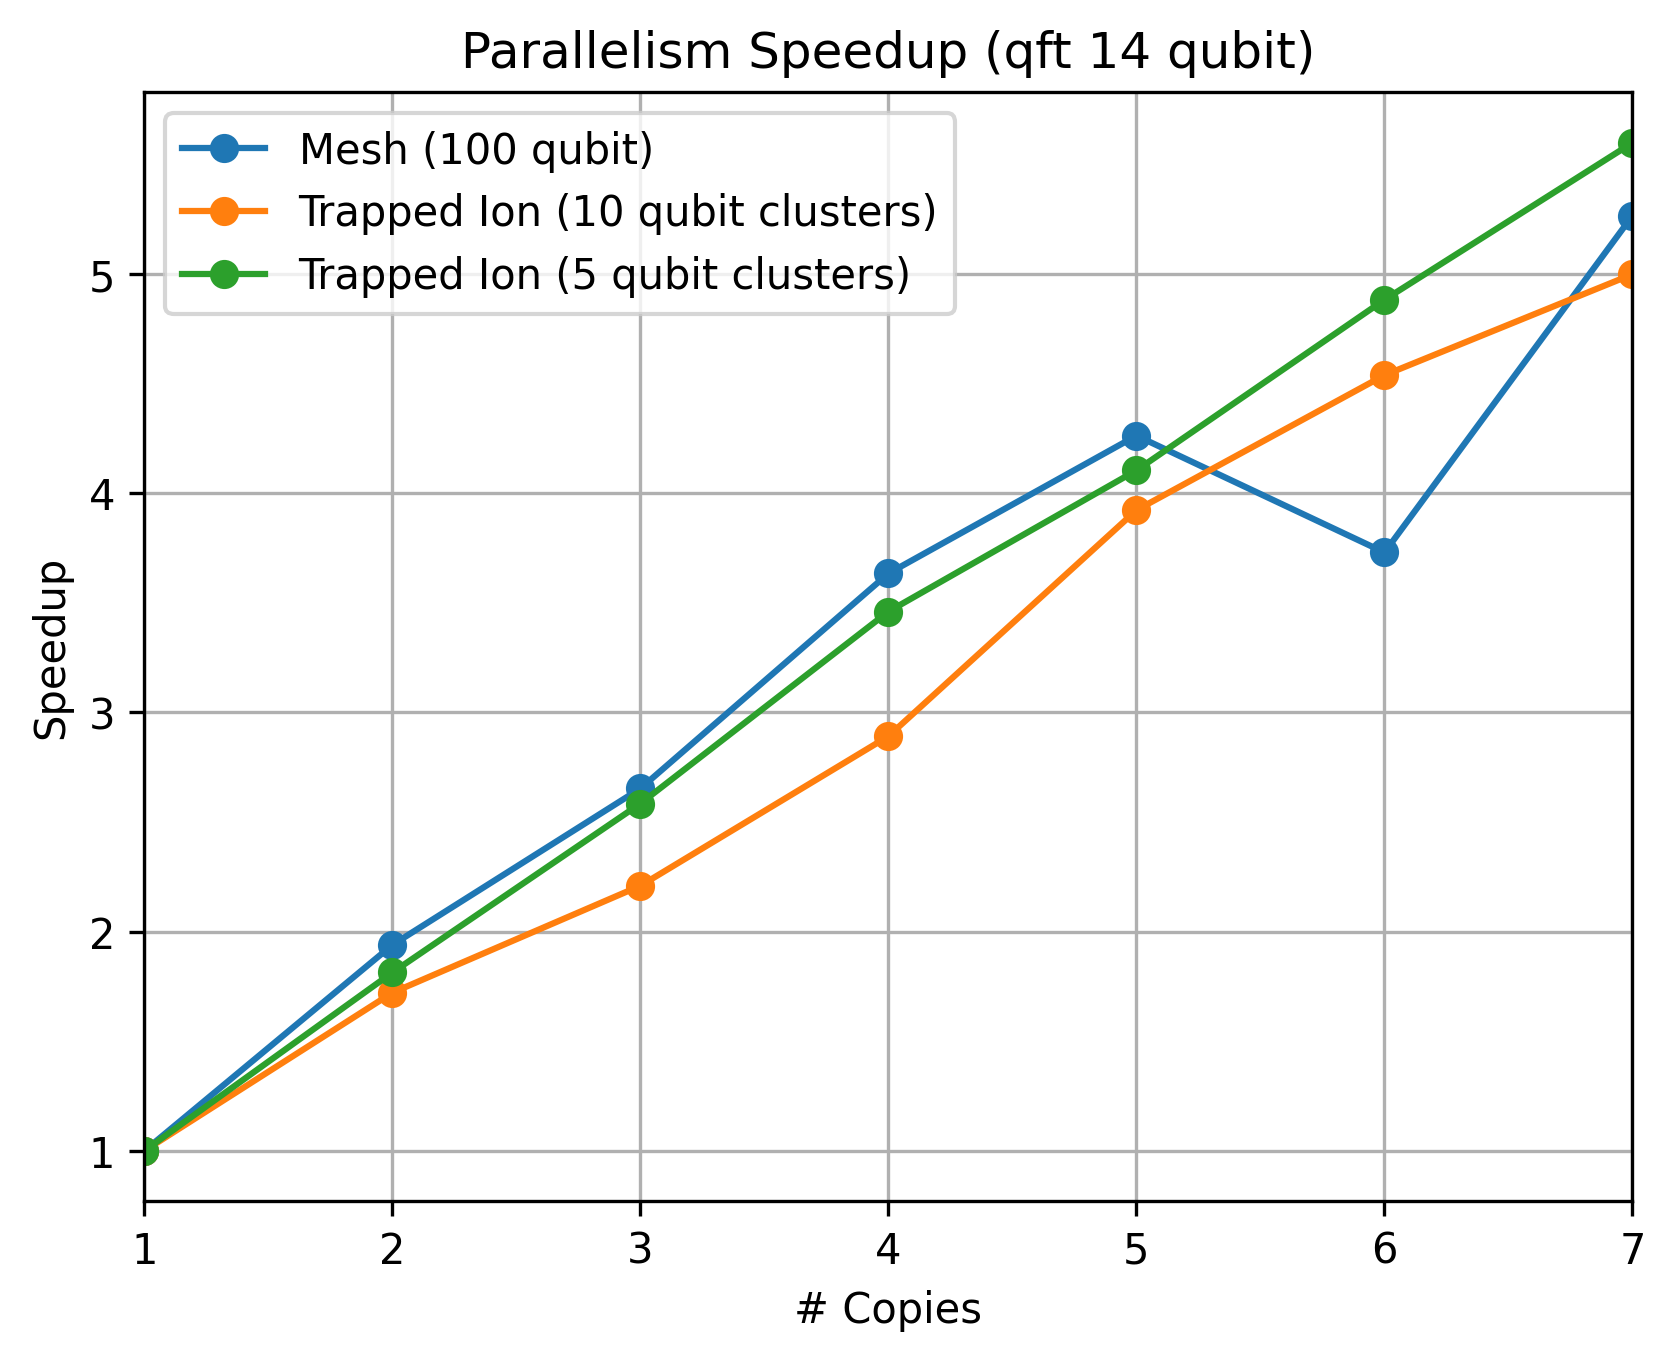 Parallelism Speedup (qft 14 qubit)
Mesh (100 qubit)
Trapped Ion (10 qubit clusters)
Trapped Ion (5 qubit clusters)
5
4
3
2
1
Speedup
1 2 3 4 5 6 7
# Copies